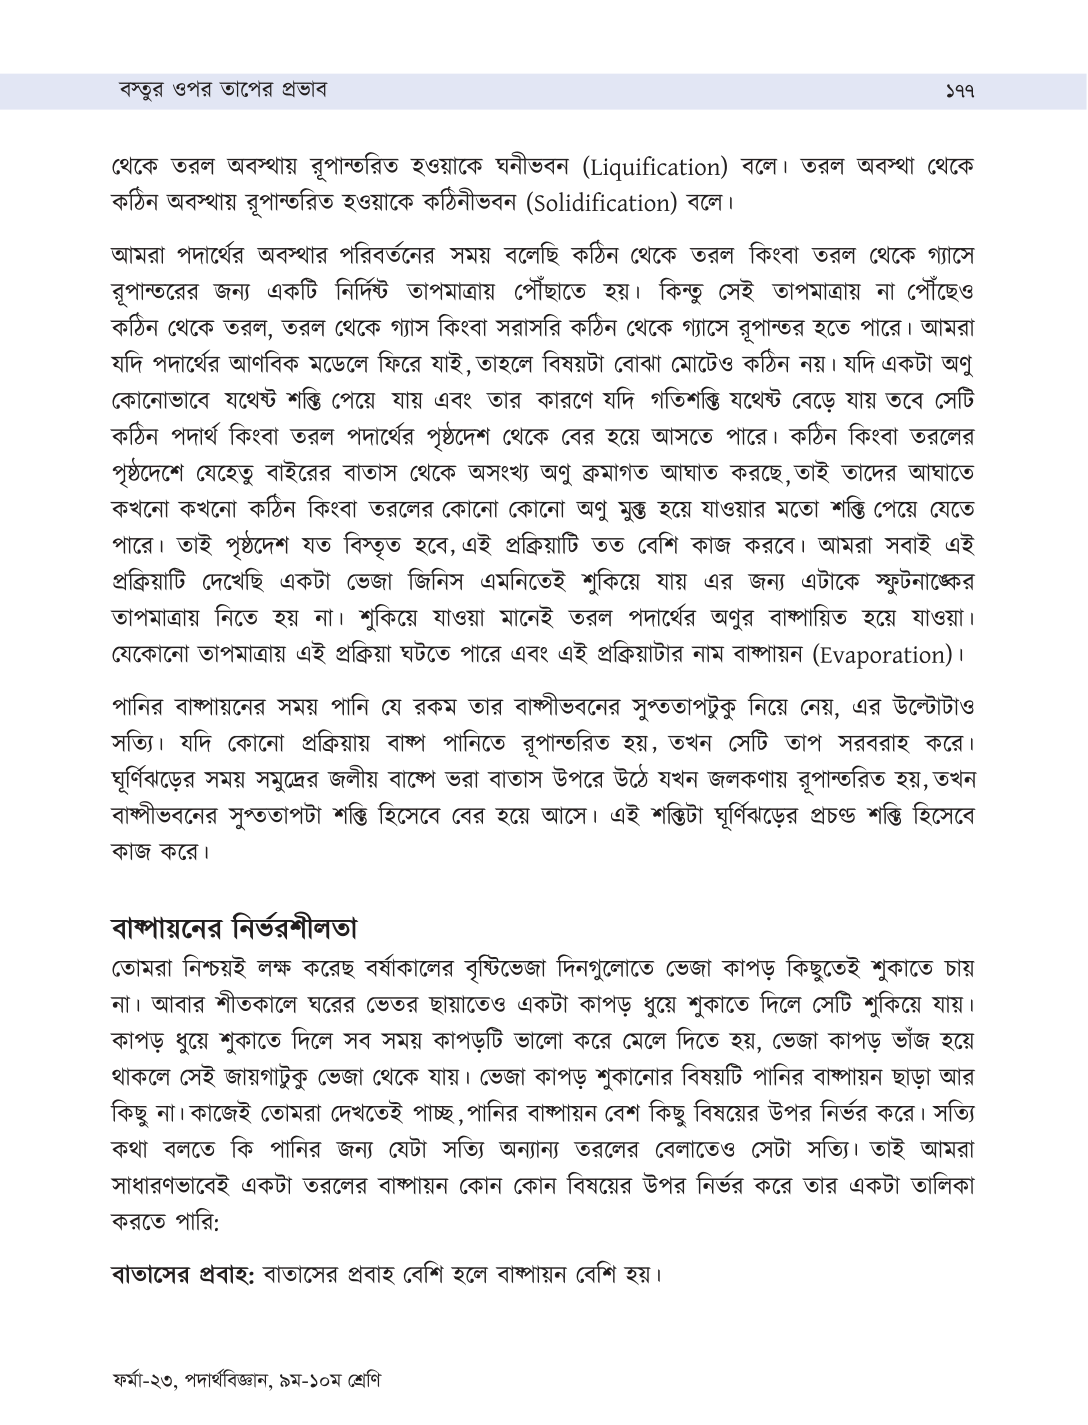 বস্তুর ওপর তাপের প্রভাব ১৭৭
থেকে তরল অবস্থায় রূপান্তরিত হওয়াকে ঘনীভবন (Liquification) বলে। তরল অবস্থা থেকে
কঠিন অবস্থায় রূপান্তরিত হওয়াকে কঠিনীভবন (Solidification) বলে।
আমরা পদার্থের অবস্থার পরিবর্তনের সময় বলেছি কঠিন থেকে তরল কিংবা তরল থেকে গ্যাসে
রূপান্তরের জন্য একটি নির্দিষ্ট তাপমাত্রায় পৌঁছাতে হয়। কিন্তু সেই তাপমাত্রায় না পৌঁছেও
কঠিন থেকে তরল, তরল থেকে গ্যাস কিংবা সরাসরি কঠিন থেকে গ্যাসে রূপান্তর হতে পারে। আমরা
যদি পদার্থের আণবিক মডেলে ফিরে যাই, তাহলে বিষয়টা বোঝা মোটেও কঠিন নয়। যদি একটা অণু
কোনোভাবে যথেষ্ট শক্তি পেয়ে যায় এবং তার কারণে যদি গতিশক্তি যথেষ্ট বেড়ে যায় তবে সেটি
কঠিন পদার্থ কিংবা তরল পদার্থের পৃষ্ঠদেশ থেকে বের হয়ে আসতে পারে। কঠিন কিংবা তরলের
পৃষ্ঠদেশে যেহেতু বাইরের বাতাস থেকে অসংখ্য অণু ক্রমাগত আঘাত করছে, তাই তাদের আঘাতে
কখনো কখনো কঠিন কিংবা তরলের কোনো কোনো অণু মুক্ত হয়ে যাওয়ার মতো শক্তি পেয়ে যেতে
পারে। তাই পৃষ্ঠদেশ যত বিস্তৃত হবে, এই প্রক্রিয়াটি তত বেশি কাজ করবে। আমরা সবাই এই
প্রক্রিয়াটি দেখেছি একটা ভেজা জিনিস এমনিতেই শুকিয়ে যায় এর জন্য এটাকে স্ফুটনাঙ্কের
তাপমাত্রায় নিতে হয় না। শুকিয়ে যাওয়া মানেই তরল পদার্থের অণুর বাষ্পায়িত হয়ে যাওয়া।
যেকোনো তাপমাত্রায় এই প্রক্রিয়া ঘটতে পারে এবং এই প্রক্রিয়াটার নাম বাষ্পায়ন (Evaporation)।
পানির বাষ্পায়নের সময় পানি যে রকম তার বাষ্পীভবনের সুপ্ততাপটুকু নিয়ে নেয়, এর উল্টোটাও
সত্যি। যদি কোনো প্রক্রিয়ায় বাষ্প পানিতে রূপান্তরিত হয়, তখন সেটি তাপ সরবরাহ করে।
ঘূর্ণিঝড়ের সময় সমুদ্রের জলীয় বাষ্পে ভরা বাতাস উপরে উঠে যখন জলকণায় রূপান্তরিত হয়, তখন
বাষ্পীভবনের সুপ্ততাপটা শক্তি হিসেবে বের হয়ে আসে। এই শক্তিটা ঘূর্ণিঝড়ের প্রচণ্ড শক্তি হিসেবে
কাজ করে।
বাষ্পায়নের নির্ভরশীলতা
তোমরা নিশ্চয়ই লক্ষ করেছ বর্ষাকালের বৃষ্টিভেজা দিনগুলোতে ভেজা কাপড় কিছুতেই শুকাতে চায়
না। আবার শীতকালে ঘরের ভেতর ছায়াতেও একটা কাপড় ধুয়ে শুকাতে দিলে সেটি শুকিয়ে যায়।
কাপড় ধুয়ে শুকাতে দিলে সব সময় কাপড়টি ভালো করে মেলে দিতে হয়, ভেজা কাপড় ভাঁজ হয়ে
থাকলে সেই জায়গাটুকু ভেজা থেকে যায়। ভেজা কাপড় শুকানোর বিষয়টি পানির বাষ্পায়ন ছাড়া আর
কিছু না। কাজেই তোমরা দেখতেই পাচ্ছ, পানির বাষ্পায়ন বেশ কিছু বিষয়ের উপর নির্ভর করে। সত্যি
কথা বলতে কি পানির জন্য যেটা সত্যি অন্যান্য তরলের বেলাতেও সেটা সত্যি। তাই আমরা
সাধারণভাবেই একটা তরলের বাষ্পায়ন কোন কোন বিষয়ের উপর নির্ভর করে তার একটা তালিকা
করতে পারি:
বাতাসের প্রবাহ: বাতাসের প্রবাহ বেশি হলে বাষ্পায়ন বেশি হয়।
ফর্মা-২৩, পদার্থবিজ্ঞান, ৯ম-১০ম শ্রেণি